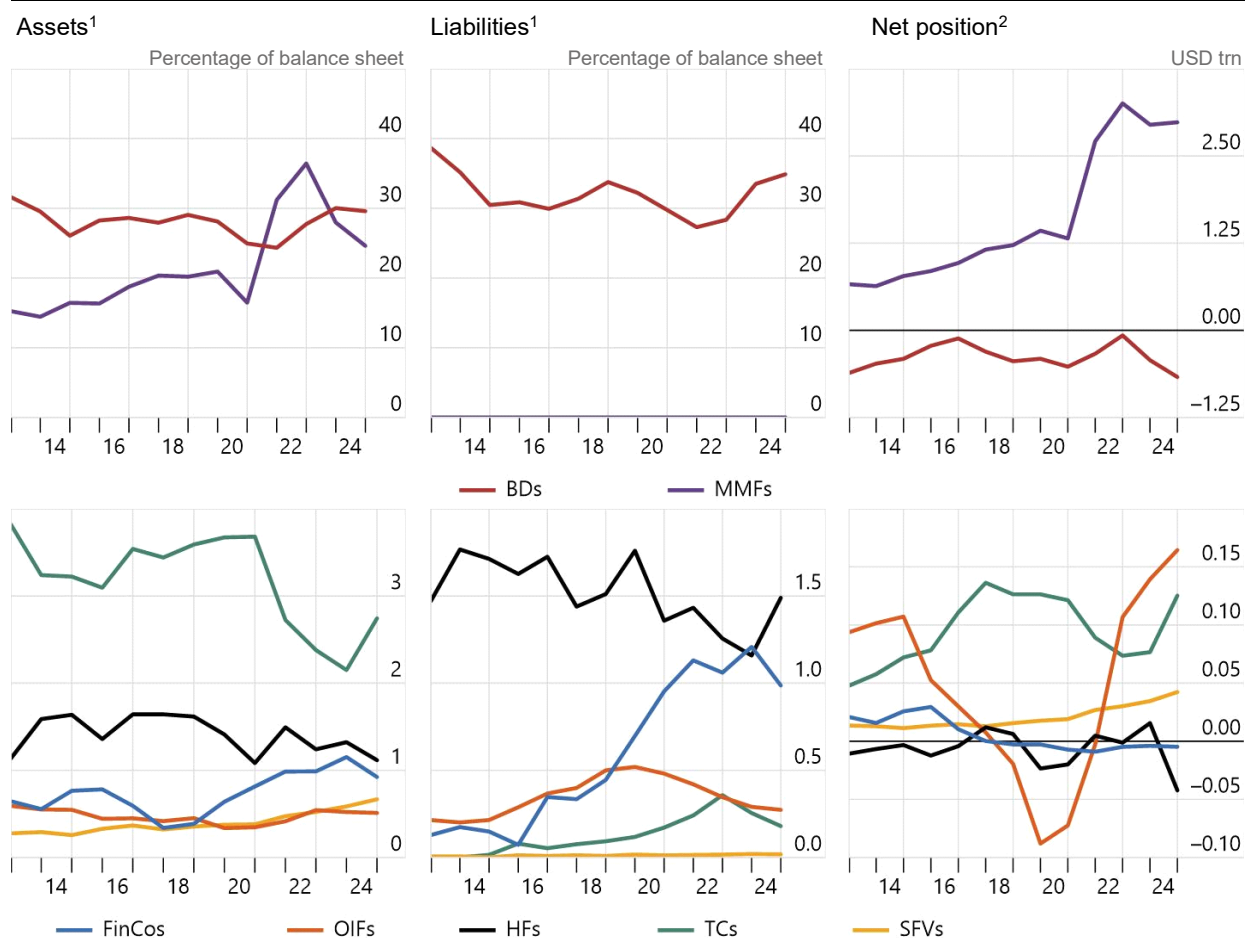 Assets¹ Liabilities¹ Net position²
Percentage of balance sheet Percentage of balance sheet USD trn
40 40 2.50
30 30 1.25
20 20 0.00
10 10 −1.25
0 0
14 16 18 20 22 24 14 16 18 20 22 24 14 16 18 20 22 24
BDs MMFs
3 1.5 0.15
2 1.0 0.10
1 0.5 0.05
0 0.0 0.00
−0.05
−0.10
14 16 18 20 22 24 14 16 18 20 22 24 14 16 18 20 22 24
FinCos OIFs HFs TCs SFVs